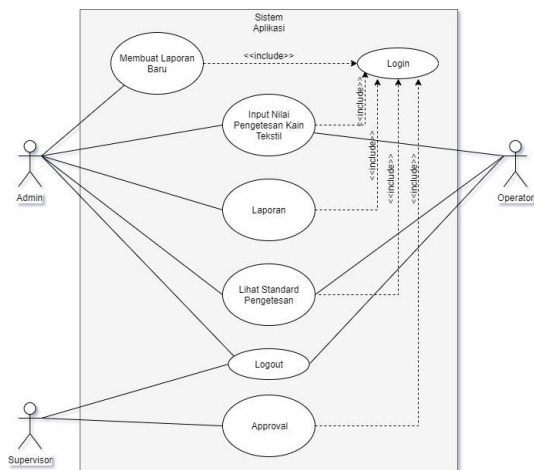 Sistem
Aplikasi
Membuat Laporan
Baru
<<include>>
Login
Input Nilai
Pengetesan Kain
Tekstil
<<include>>
<<include>>
<<include>>
<<include>>
Admin
Operator
Laporan
Lihat Standard
Pengetesan
Logout
Approval
Supervisor